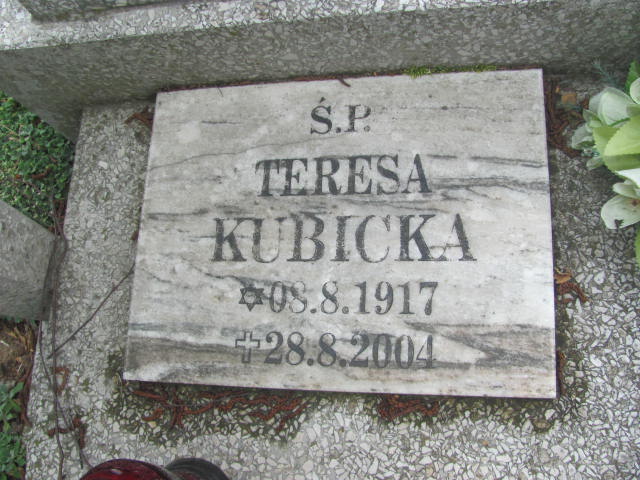 Ś.P.
TERESA
KUBICKA
✡08.8.1917
✝28.8.2004